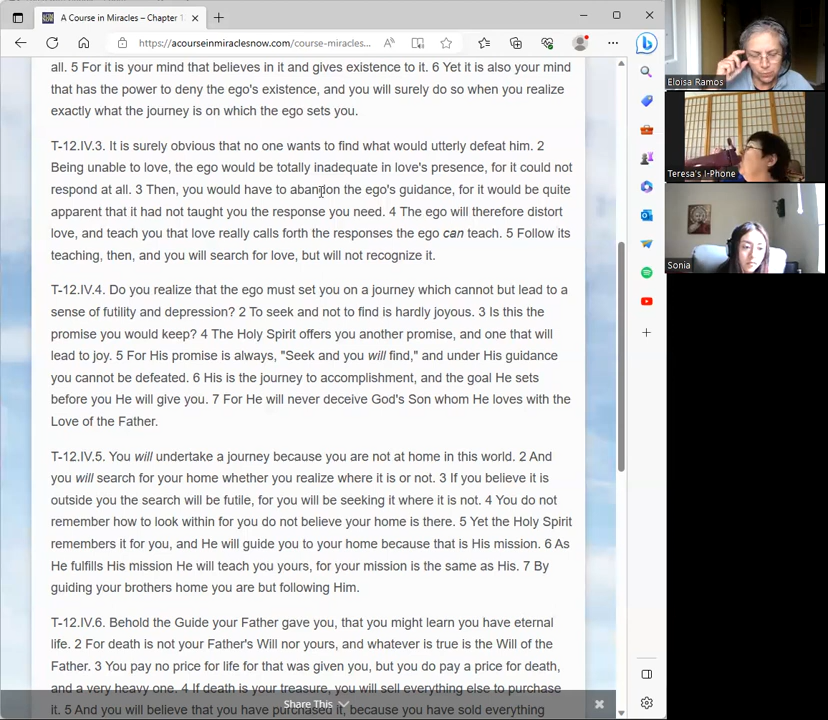 A Course in Miracles – Chapter 1
https://acourseinmiraclesnow.com/course-miracles...
all. 5 For it is your mind that believes in it and gives existence to it. 6 Yet it is also your mind
that has the power to deny the ego's existence, and you will surely do so when you realize
exactly what the journey is on which the ego sets you.
T-12.IV.3. It is surely obvious that no one wants to find what would utterly defeat him. 2
Being unable to love, the ego would be totally inadequate in love's presence, for it could not
respond at all. 3 Then, you would have to abandon the ego's guidance, for it would be quite
apparent that it had not taught you the response you need. 4 The ego will therefore distort
love, and teach you that love really calls forth the responses the ego can teach. 5 Follow its
teaching, then, and you will search for love, but will not recognize it.
T-12.IV.4. Do you realize that the ego must set you on a journey which cannot but lead to a
sense of futility and depression? 2 To seek and not to find is hardly joyous. 3 Is this the
promise you would keep? 4 The Holy Spirit offers you another promise, and one that will
lead to joy. 5 For His promise is always, "Seek and you will find," and under His guidance
you cannot be defeated. 6 His is the journey to accomplishment, and the goal He sets
before you He will give you. 7 For He will never deceive God's Son whom He loves with the
Love of the Father.
T-12.IV.5. You will undertake a journey because you are not at home in this world. 2 And
you will search for your home whether you realize where it is or not. 3 If you believe it is
outside you the search will be futile, for you will be seeking it where it is not. 4 You do not
remember how to look within for you do not believe your home is there. 5 Yet the Holy Spirit
remembers it for you, and He will guide you to your home because that is His mission. 6 As
He fulfills His mission He will teach you yours, for your mission is the same as His. 7 By
guiding your brothers home you are but following Him.
T-12.IV.6. Behold the Guide your Father gave you, that you might learn you have eternal
life. 2 For death is not your Father's Will nor yours, and whatever is true is the Will of the
Father. 3 You pay no price for life for that was given you, but you do pay a price for death,
and a very heavy one. 4 If death is your treasure, you will sell everything else to purchase
it. 5 And you will believe that you have purchased it, because you have sold everything
Share This
Eloisa Ramos
Teresa's I-Phone
Sonia